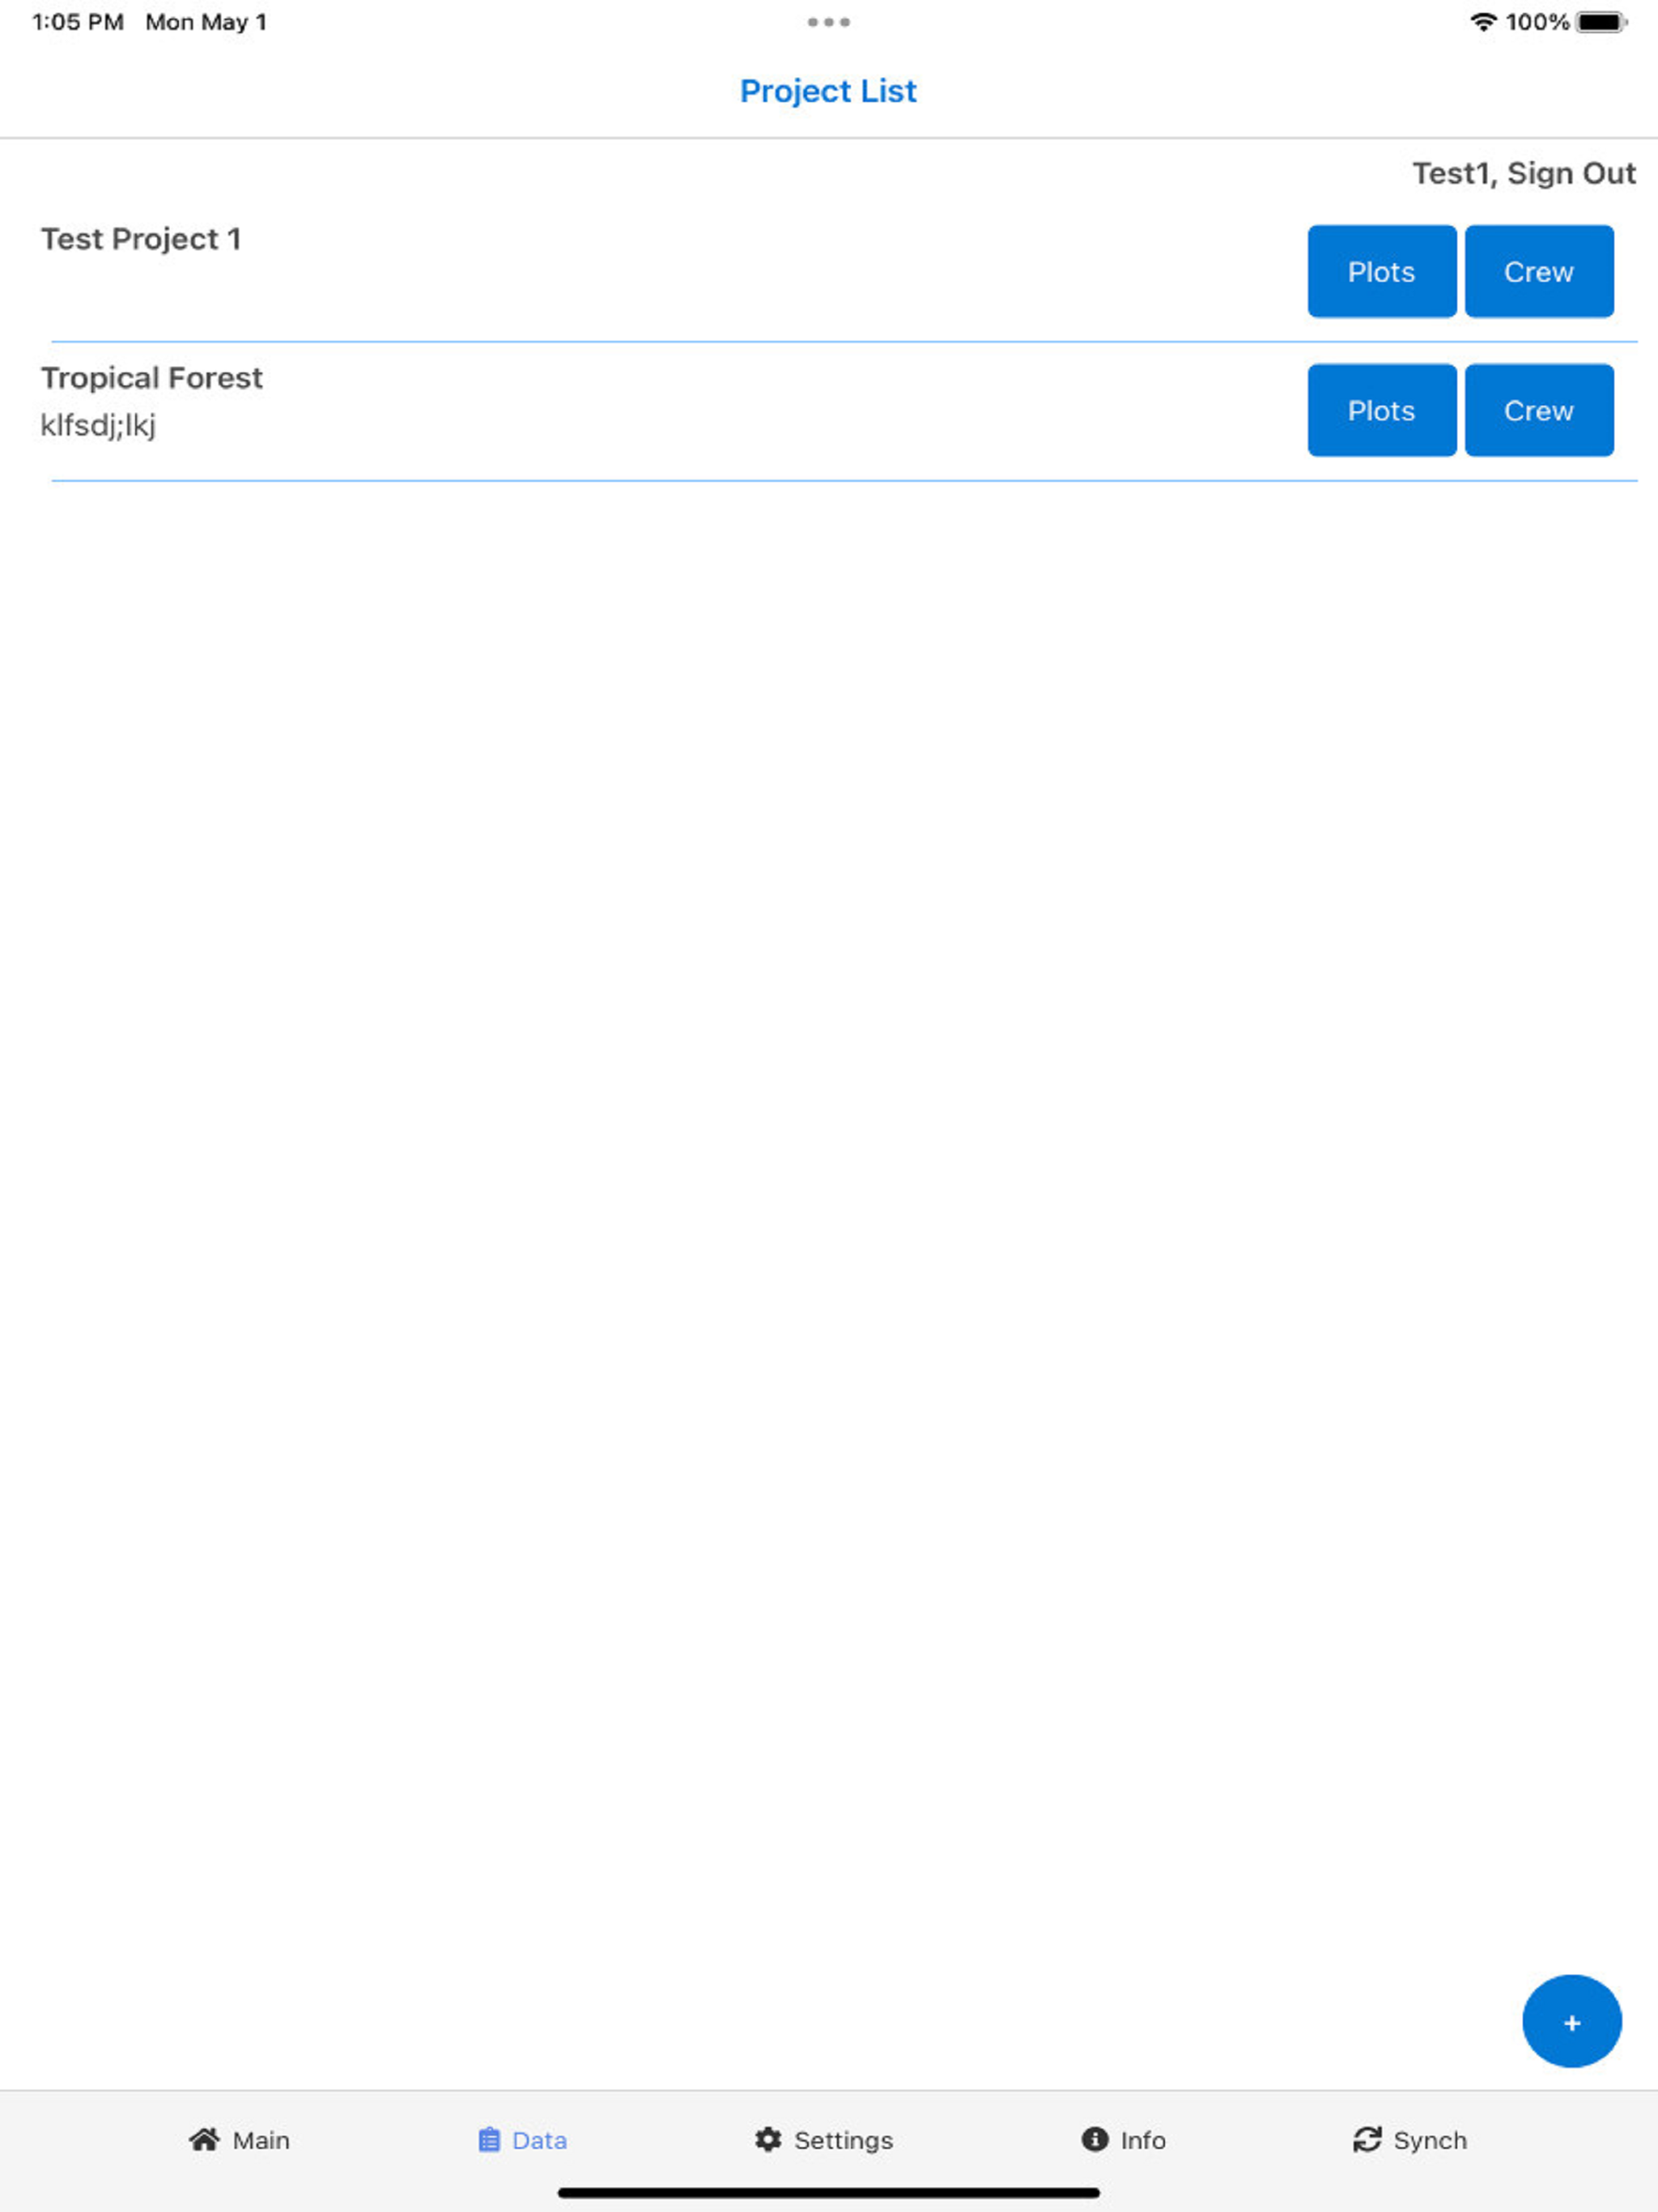 1:05 PM Mon May 1 100%
Project List
Test1, Sign Out
Test Project 1
Plots Crew
Tropical Forest
klfsdj;lkj
Plots Crew
+
Main Data Settings Info Synch